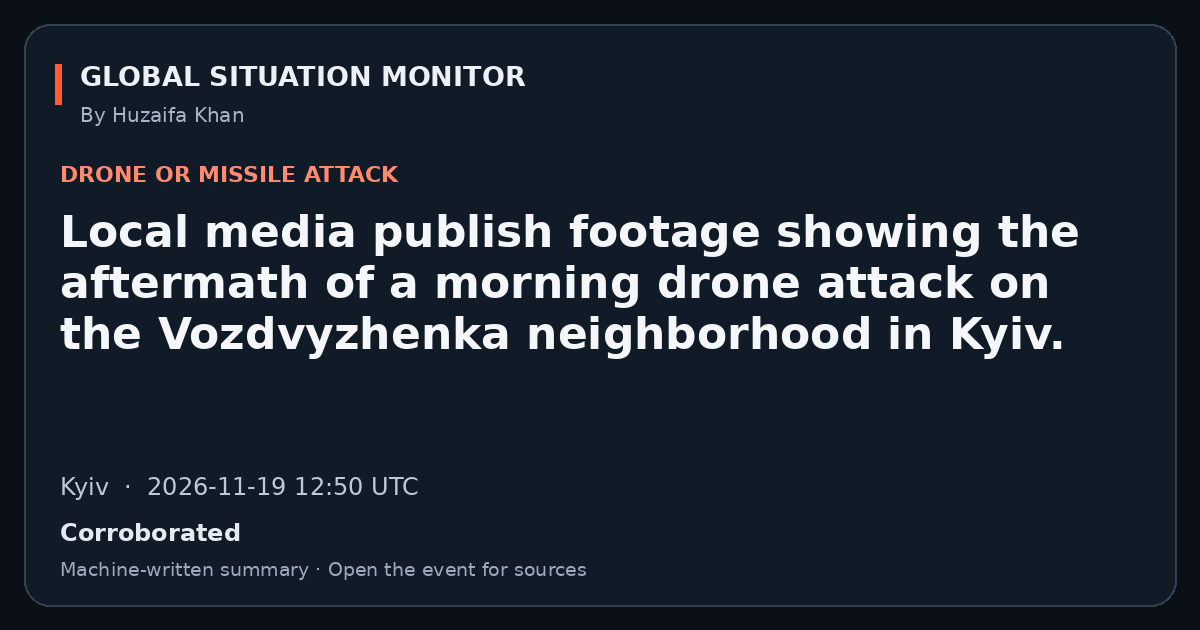 GLOBAL SITUATION MONITOR
By Huzaifa Khan
DRONE OR MISSILE ATTACK
Local media publish footage showing the
aftermath of a morning drone attack on
the Vozdvyzhenka neighborhood in Kyiv.
Kyiv · 2026-11-19 12:50 UTC
Corroborated
Machine-written summary · Open the event for sources